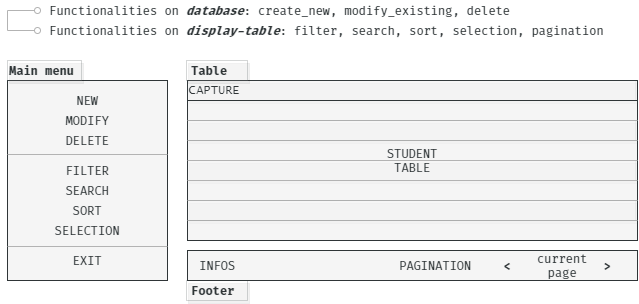 Functionalities on database: create_new, modify_existing, delete
Functionalities on display-table: filter, search, sort, selection, pagination
Main menu
NEW
MODIFY
DELETE
FILTER
SEARCH
SORT
SELECTION
EXIT
Table
CAPTURE
STUDENT
TABLE
INFOS
PAGINATION
<
current
page
>
Footer